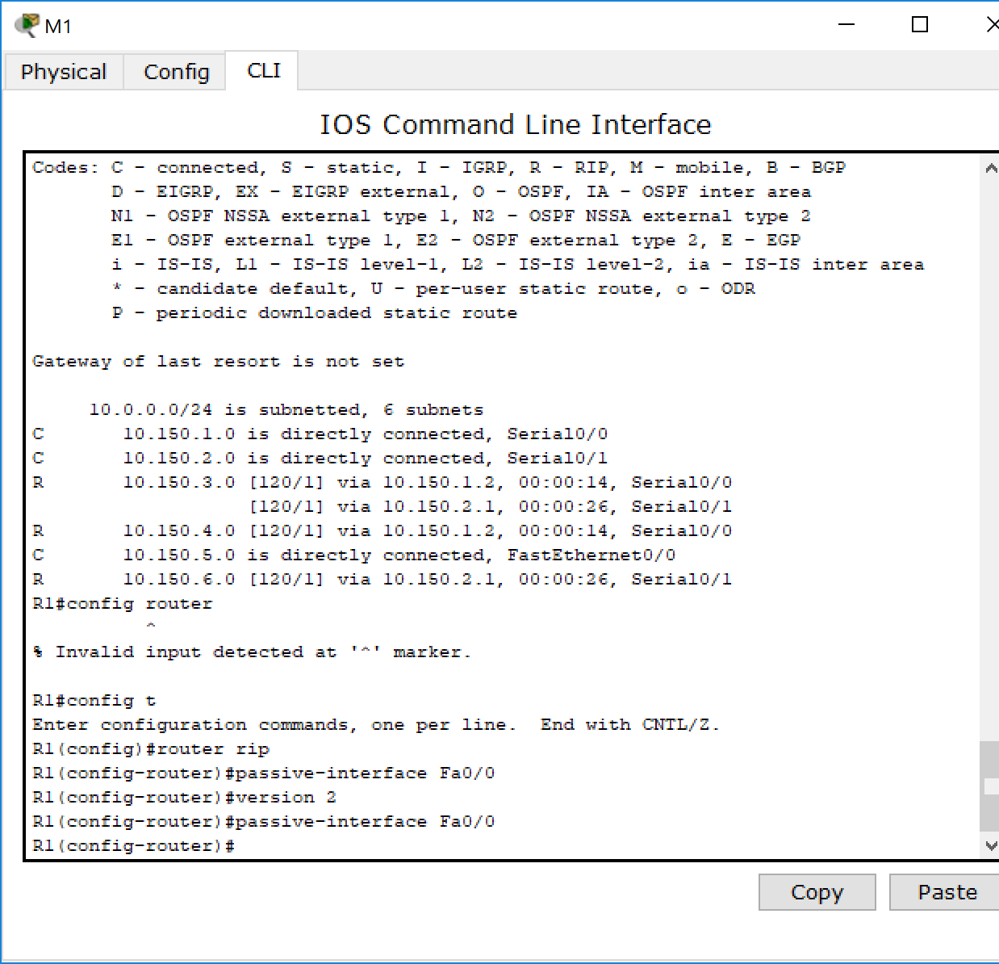 M1
Physical Config CLI
IOS Command Line Interface
Codes: C - connected, S - static, I - IGRP, R - RIP, M - mobile, B - BGP
       D - EIGRP, EX - EIGRP external, O - OSPF, IA - OSPF inter area
       N1 - OSPF NSSA external type 1, N2 - OSPF NSSA external type 2
       E1 - OSPF external type 1, E2 - OSPF external type 2, E - EGP
       i - IS-IS, L1 - IS-IS level-1, L2 - IS-IS level-2, ia - IS-IS inter area
       * - candidate default, U - per-user static route, o - ODR
       P - periodic downloaded static route
Gateway of last resort is not set
     10.0.0.0/24 is subnetted, 6 subnets
C       10.150.1.0 is directly connected, Serial0/0
C       10.150.2.0 is directly connected, Serial0/1
R       10.150.3.0 [120/1] via 10.150.1.2, 00:00:14, Serial0/0
                   [120/1] via 10.150.2.1, 00:00:26, Serial0/1
R       10.150.4.0 [120/1] via 10.150.1.2, 00:00:14, Serial0/0
C       10.150.5.0 is directly connected, FastEthernet0/0
R       10.150.6.0 [120/1] via 10.150.2.1, 00:00:26, Serial0/1
R1#config router
          ^
% Invalid input detected at '^' marker.
R1#config t
Enter configuration commands, one per line.  End with CNTL/Z.
R1(config)#router rip
R1(config-router)#passive-interface Fa0/0
R1(config-router)#version 2
R1(config-router)#passive-interface Fa0/0
R1(config-router)#
Copy Paste